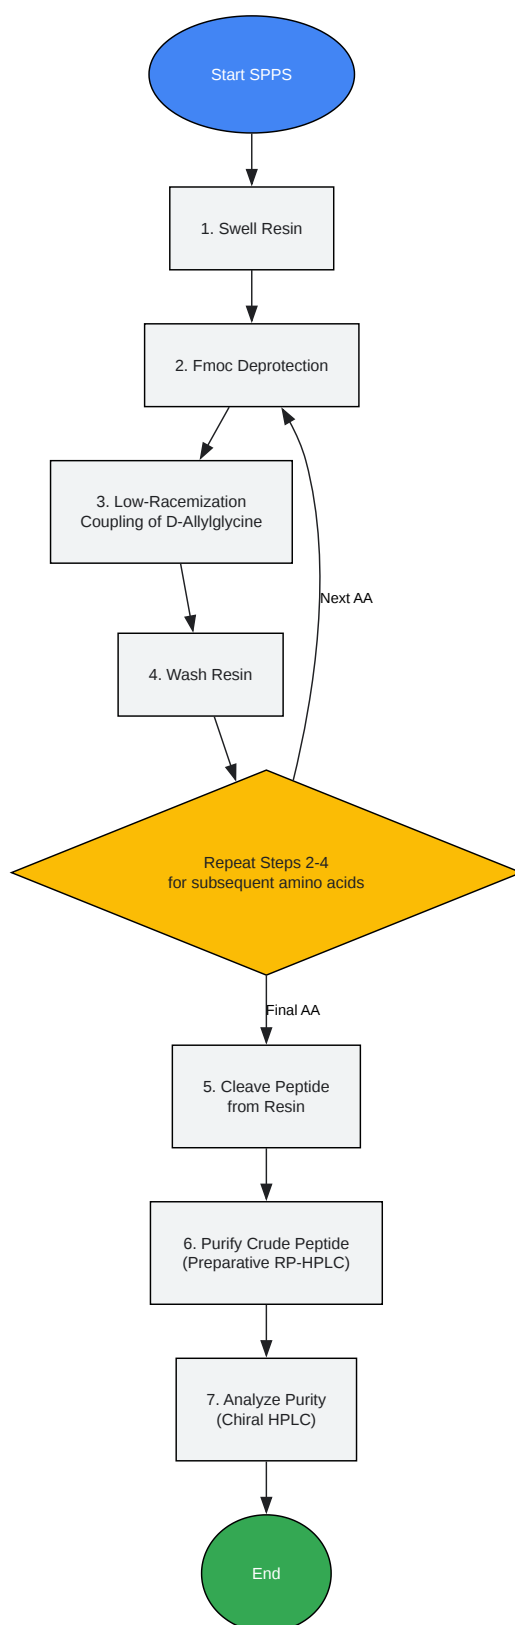 Start SPPS
1. Swell Resin
2. Fmoc Deprotection
3. Low-Racemization
Coupling of D-Allylglycine
Next AA
4. Wash Resin
Repeat Steps 2-4
for subsequent amino acids
Final AA
5. Cleave Peptide
from Resin
6. Purify Crude Peptide
(Preparative RP-HPLC)
7. Analyze Purity
(Chiral HPLC)
End